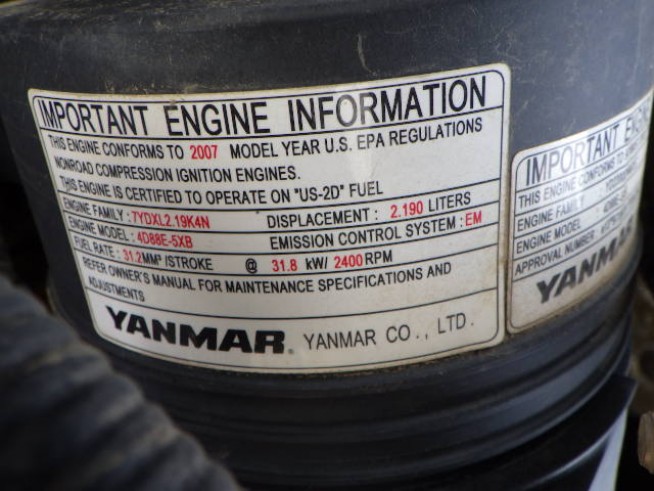 IMPORTANT ENGINE INFORMATION
THIS ENGINE CONFORMS TO 2007 MODEL YEAR U.S. EPA REGULATIONS
NONROAD COMPRESSION IGNITION ENGINES.
THIS ENGINE IS CERTIFIED TO OPERATE ON "US-2D" FUEL
ENGINE FAMILY : 7YDXL2.19K4N DISPLACEMENT : 2.190 LITERS
ENGINE MODEL : 4D88E-5XB EMISSION CONTROL SYSTEM : EM
FUEL RATE : 31.2MM³ /STROKE @ 31.8 kW/ 2400 RPM
REFER OWNER'S MANUAL FOR MAINTENANCE SPECIFICATIONS AND
ADJUSTMENTS
YANMAR. YANMAR CO., LTD.
IMPORTANT
THIS ENGINE CONFORMS TO
ENGINE FAMILY
ENGINE MODEL
APPROVAL NUMBER
YANMAR